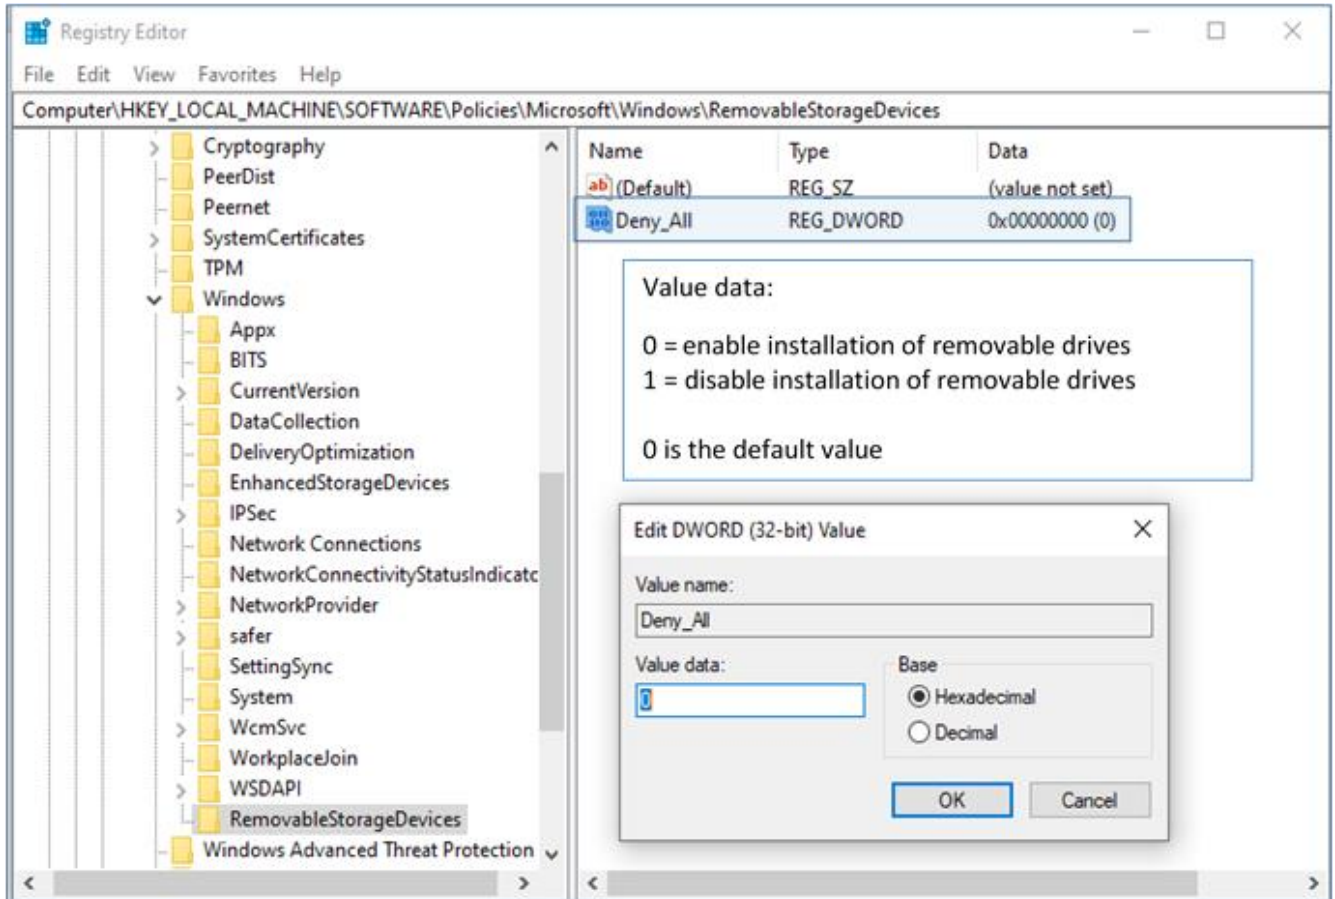 Registry Editor
File Edit View Favorites Help
Computer\HKEY_LOCAL_MACHINE\SOFTWARE\Policies\Microsoft\Windows\RemovableStorageDevices
Cryptography
PeerDist
Peernet
SystemCertificates
TPM
Windows
Appx
BITS
CurrentVersion
DataCollection
DeliveryOptimization
EnhancedStorageDevices
IPSec
Network Connections
NetworkConnectivityStatusIndicatc
NetworkProvider
safer
SettingSync
System
WcmSvc
WorkplaceJoin
WSDAPI
RemovableStorageDevices
Windows Advanced Threat Protection
Name Type Data
ab (Default) REG_SZ (value not set)
Deny_All REG_DWORD 0x00000000 (0)
Value data:
0 = enable installation of removable drives
1 = disable installation of removable drives
0 is the default value
Edit DWORD (32-bit) Value
Value name:
Deny_All
Value data:
0
Base
Hexadecimal
Decimal
OK Cancel